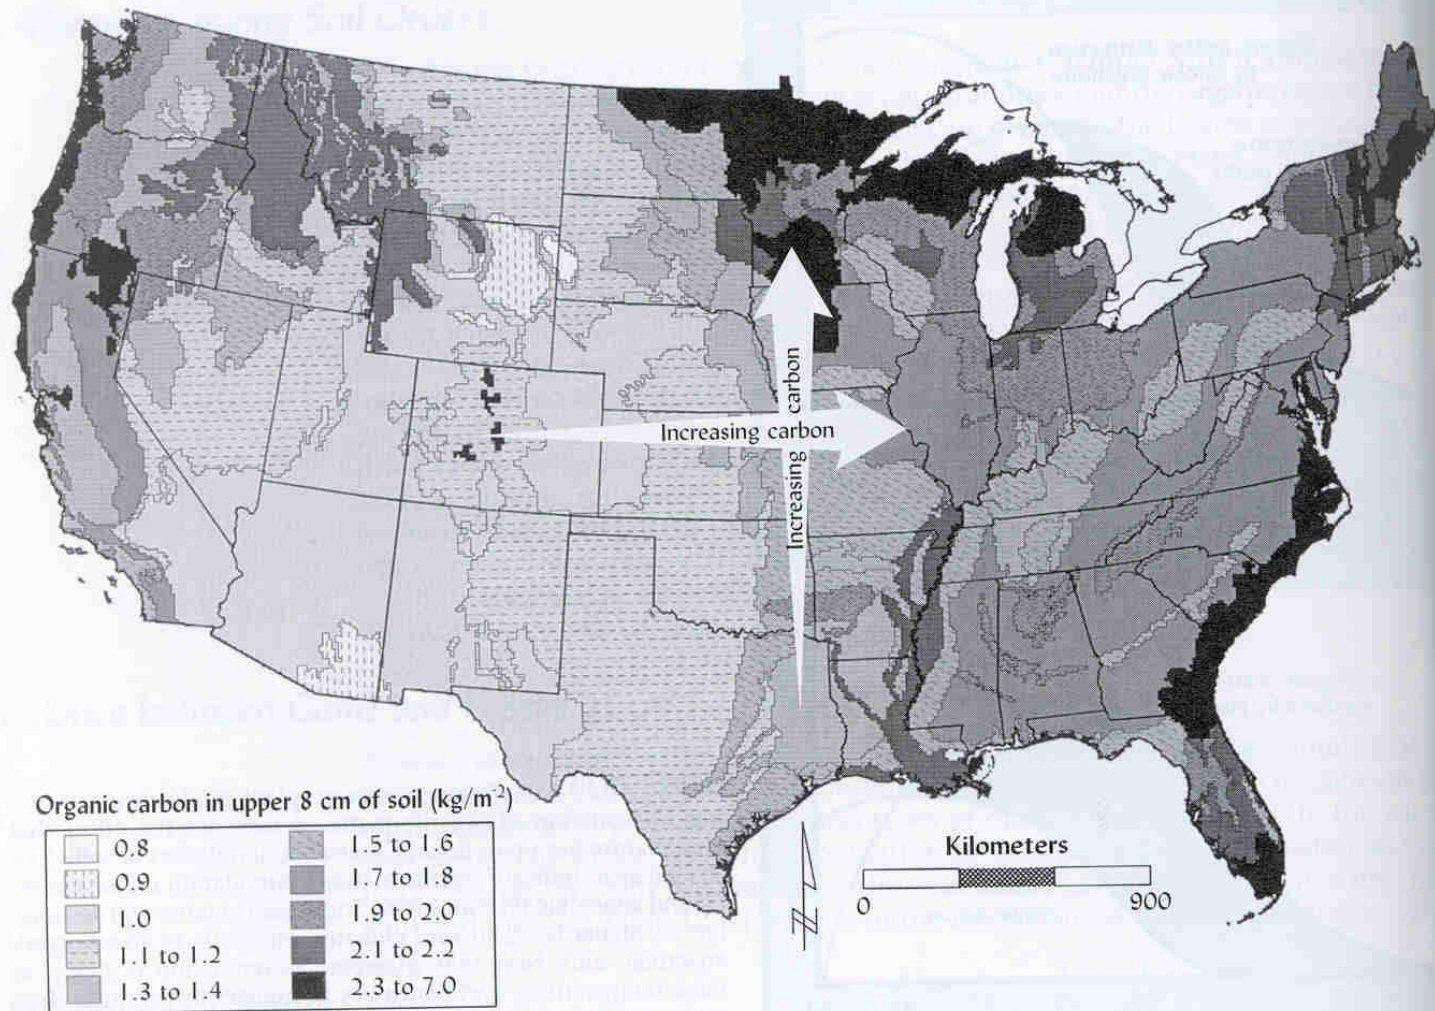 Increasing carbon
Increasing carbon
Organic carbon in upper 8 cm of soil (kg/m⁻²)
0.8
0.9
1.0
1.1 to 1.2
1.3 to 1.4
1.5 to 1.6
1.7 to 1.8
1.9 to 2.0
2.1 to 2.2
2.3 to 7.0
Kilometers
0
900
N